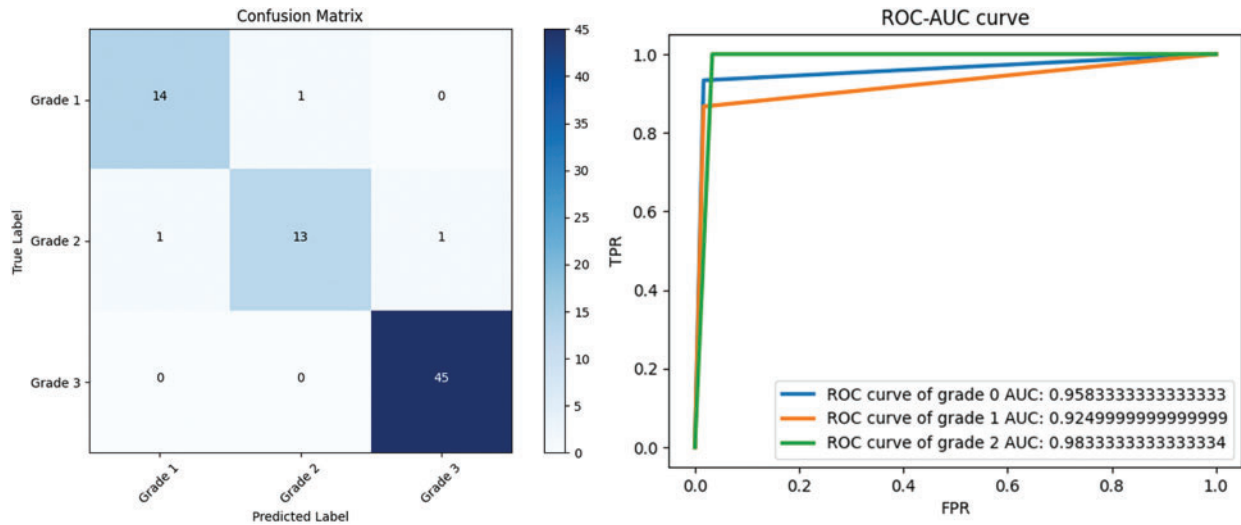 Confusion Matrix
True Label
Grade 1
14 1 0
Grade 2
1 13 1
Grade 3
0 0 45
Grade 1 Grade 2 Grade 3
Predicted Label
45
40
35
30
25
20
15
10
5
0
ROC-AUC curve
TPR
1.0
0.8
0.6
0.4
0.2
0.0
ROC curve of grade 0 AUC: 0.9583333333333333
ROC curve of grade 1 AUC: 0.9249999999999999
ROC curve of grade 2 AUC: 0.9833333333333334
0.0 0.2 0.4 0.6 0.8 1.0
FPR